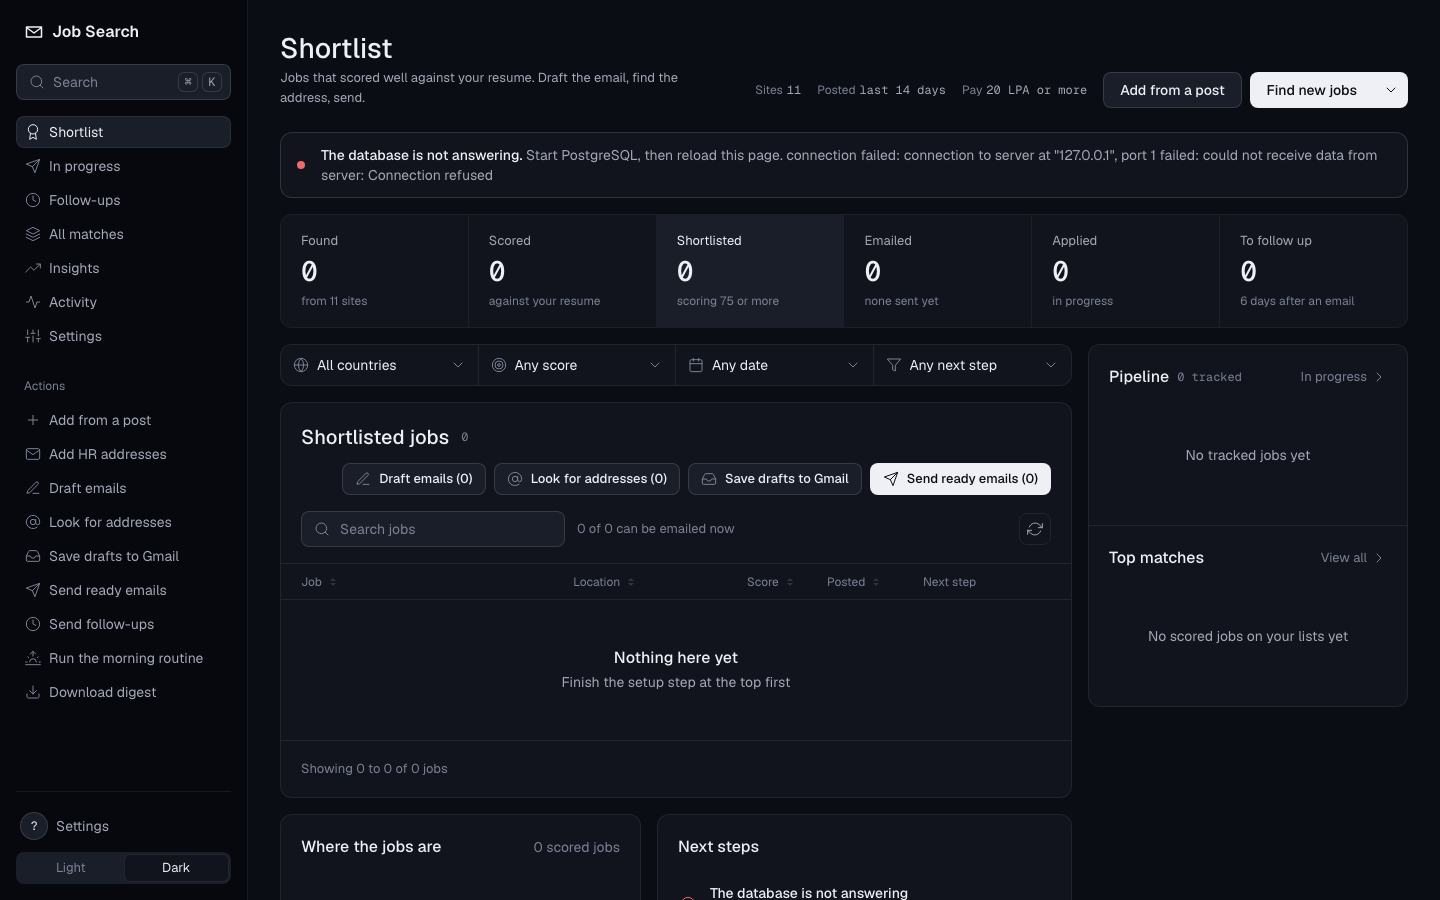 Job Search
Search ⌘ K
Shortlist
In progress
Follow-ups
All matches
Insights
Activity
Settings
Actions
Add from a post
Add HR addresses
Draft emails
Look for addresses
Save drafts to Gmail
Send ready emails
Send follow-ups
Run the morning routine
Download digest
? Settings
Light Dark
Shortlist
Jobs that scored well against your resume. Draft the email, find the
address, send.
Sites 11 Posted last 14 days Pay 20 LPA or more
Add from a post
Find new jobs
The database is not answering. Start PostgreSQL, then reload this page. connection failed: connection to server at "127.0.0.1", port 1 failed: could not receive data from
server: Connection refused
Found
0
from 11 sites
Scored
0
against your resume
Shortlisted
0
scoring 75 or more
Emailed
0
none sent yet
Applied
0
in progress
To follow up
0
6 days after an email
All countries
Any score
Any date
Any next step
Shortlisted jobs 0
Draft emails (0)
Look for addresses (0)
Save drafts to Gmail
Send ready emails (0)
Search jobs
0 of 0 can be emailed now
Job Location Score Posted Next step
Nothing here yet
Finish the setup step at the top first
Showing 0 to 0 of 0 jobs
Pipeline 0 tracked In progress
No tracked jobs yet
Top matches View all
No scored jobs on your lists yet
Where the jobs are 0 scored jobs
Next steps
The database is not answering